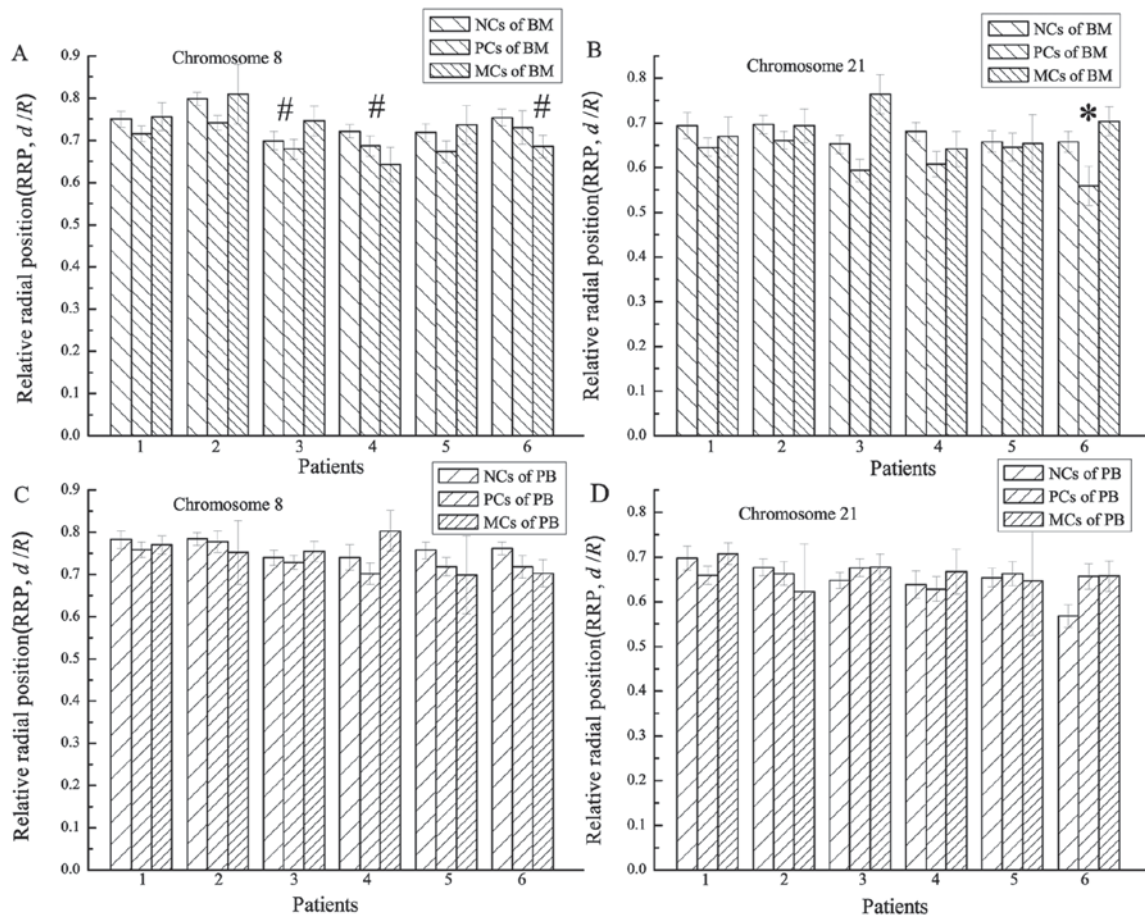 A
Chromosome 8
NCs of BM
PCs of BM
MCs of BM
Relative radial position(RRP, d /R)
0.9
0.8
0.7
0.6
0.5
0.4
0.3
0.2
0.1
0.0
# # #
1 2 3 4 5 6
Patients
B
Chromosome 21
NCs of BM
PCs of BM
MCs of BM
Relative radial position(RRP, d /R)
0.8
0.7
0.6
0.5
0.4
0.3
0.2
0.1
0.0
*
1 2 3 4 5 6
Patients
C
Chromosome 8
NCs of PB
PCs of PB
MCs of PB
Relative radial position(RRP, d /R)
0.9
0.8
0.7
0.6
0.5
0.4
0.3
0.2
0.1
0.0
1 2 3 4 5 6
Patients
D
Chromosome 21
NCs of PB
PCs of PB
MCs of PB
Relative radial position(RRP, d /R)
0.8
0.7
0.6
0.5
0.4
0.3
0.2
0.1
0.0
1 2 3 4 5 6
Patients